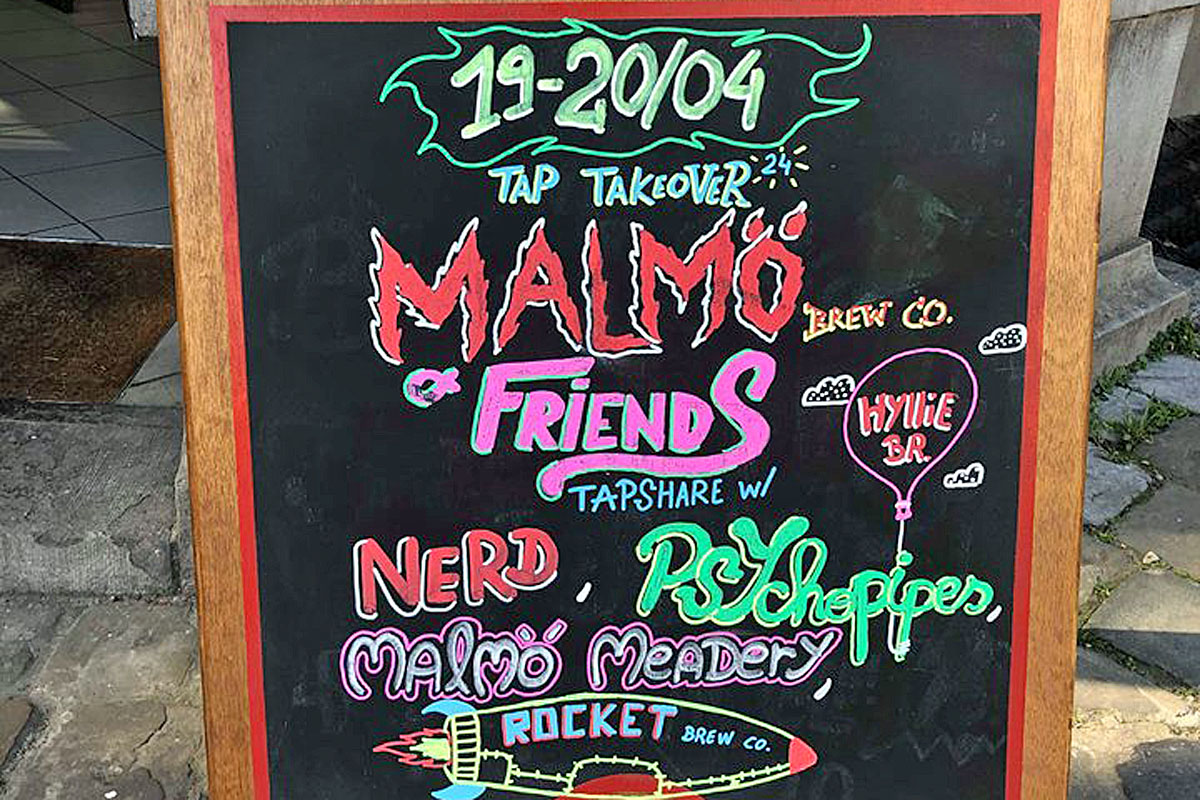 19-20/04
TAP TAKEOVER 24
MALMÖ
BREW CO.
& FRIENDS
HYLLiE
BR.
TAPSHARE W/
NeRD, PSYchopipes,
MAlMÖ MeADery,
ROCKET BREW CO.